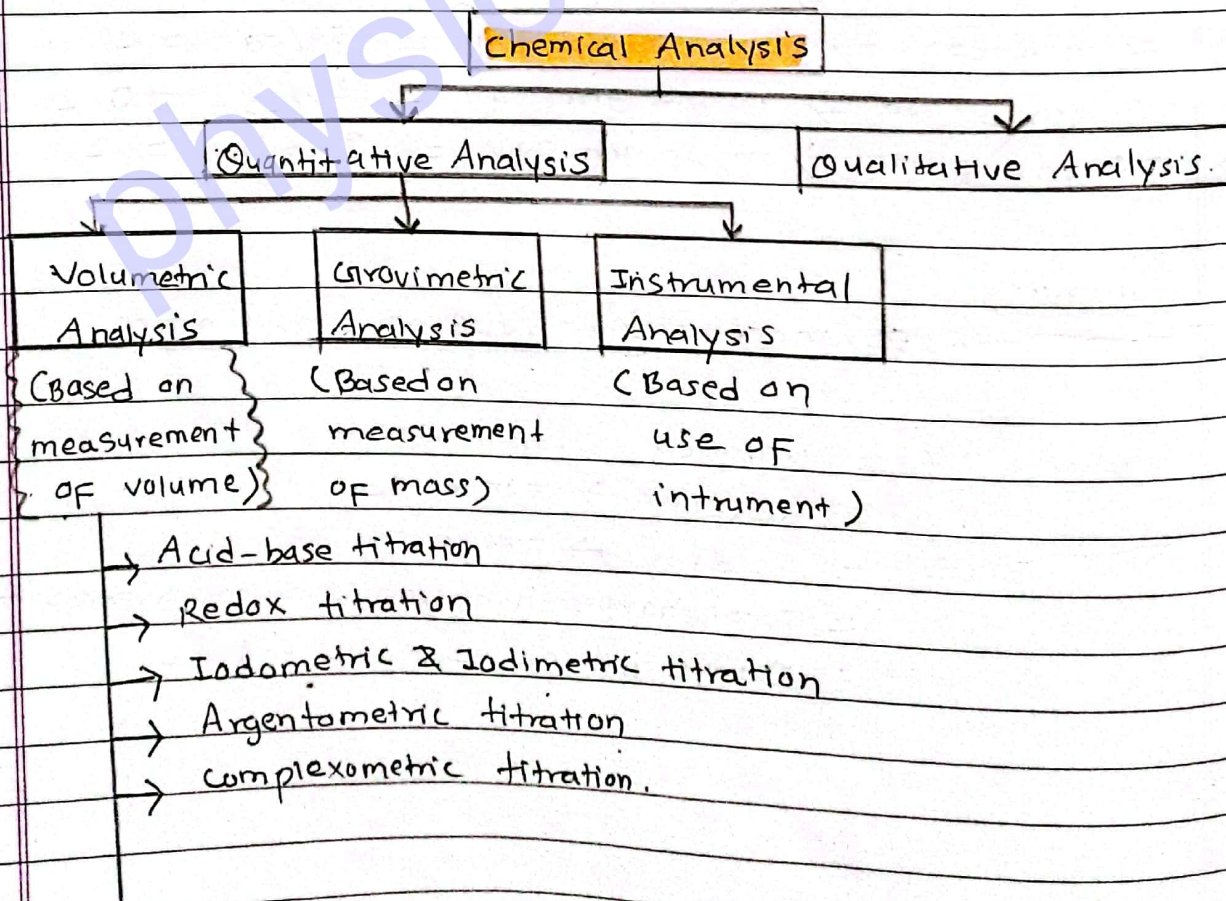 Chemical Analysis
Quantitative Analysis
Qualitative Analysis.
Volumetric
Analysis
(Based on
measurement
of volume)
Gravimetric
Analysis
(Based on
measurement
of mass)
Instrumental
Analysis
(Based on
use of
intrument)
Acid-base titration
Redox titration
Iodometric & Iodimetric titration
Argentometric titration
complexometric titration.